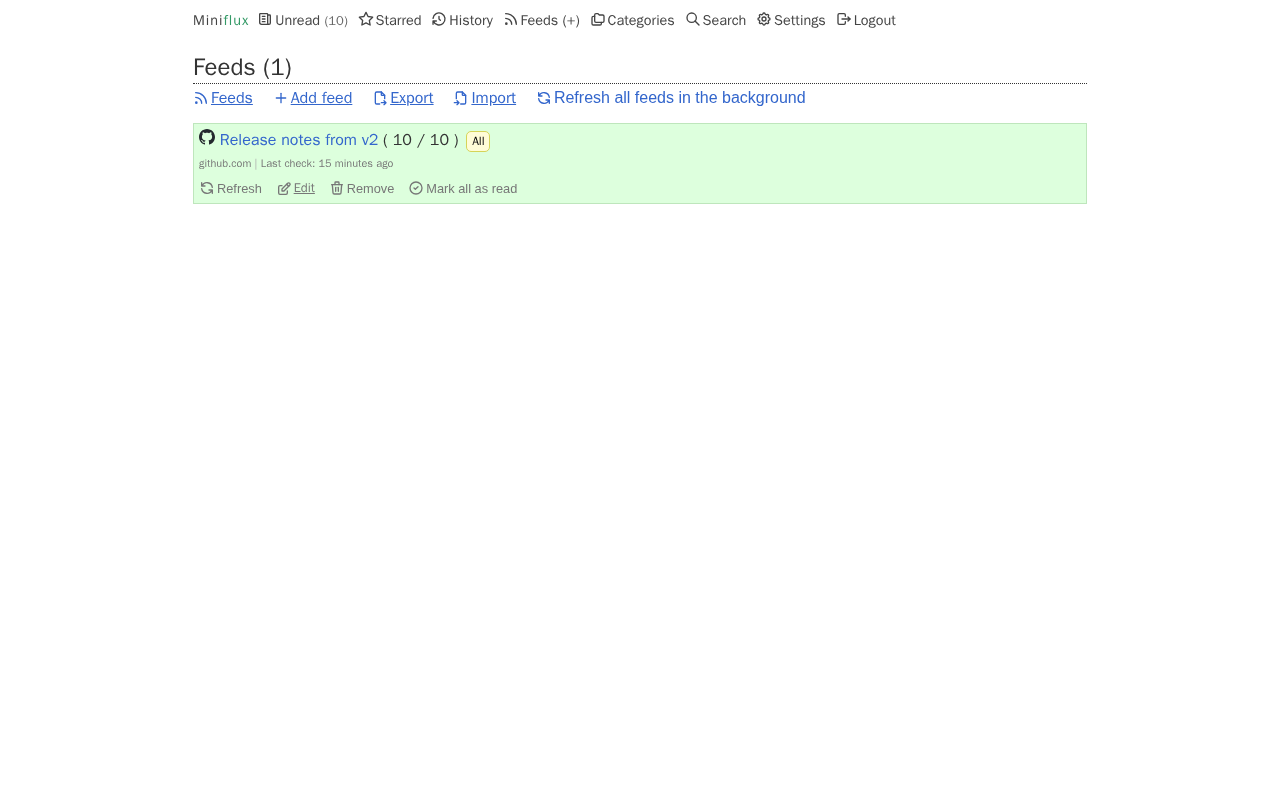 Miniflux Unread (10) Starred History Feeds (+) Categories Search Settings Logout
Feeds (1)
Feeds Add feed Export Import Refresh all feeds in the background
Release notes from v2 ( 10 / 10 ) All
github.com | Last check: 15 minutes ago
Refresh Edit Remove Mark all as read